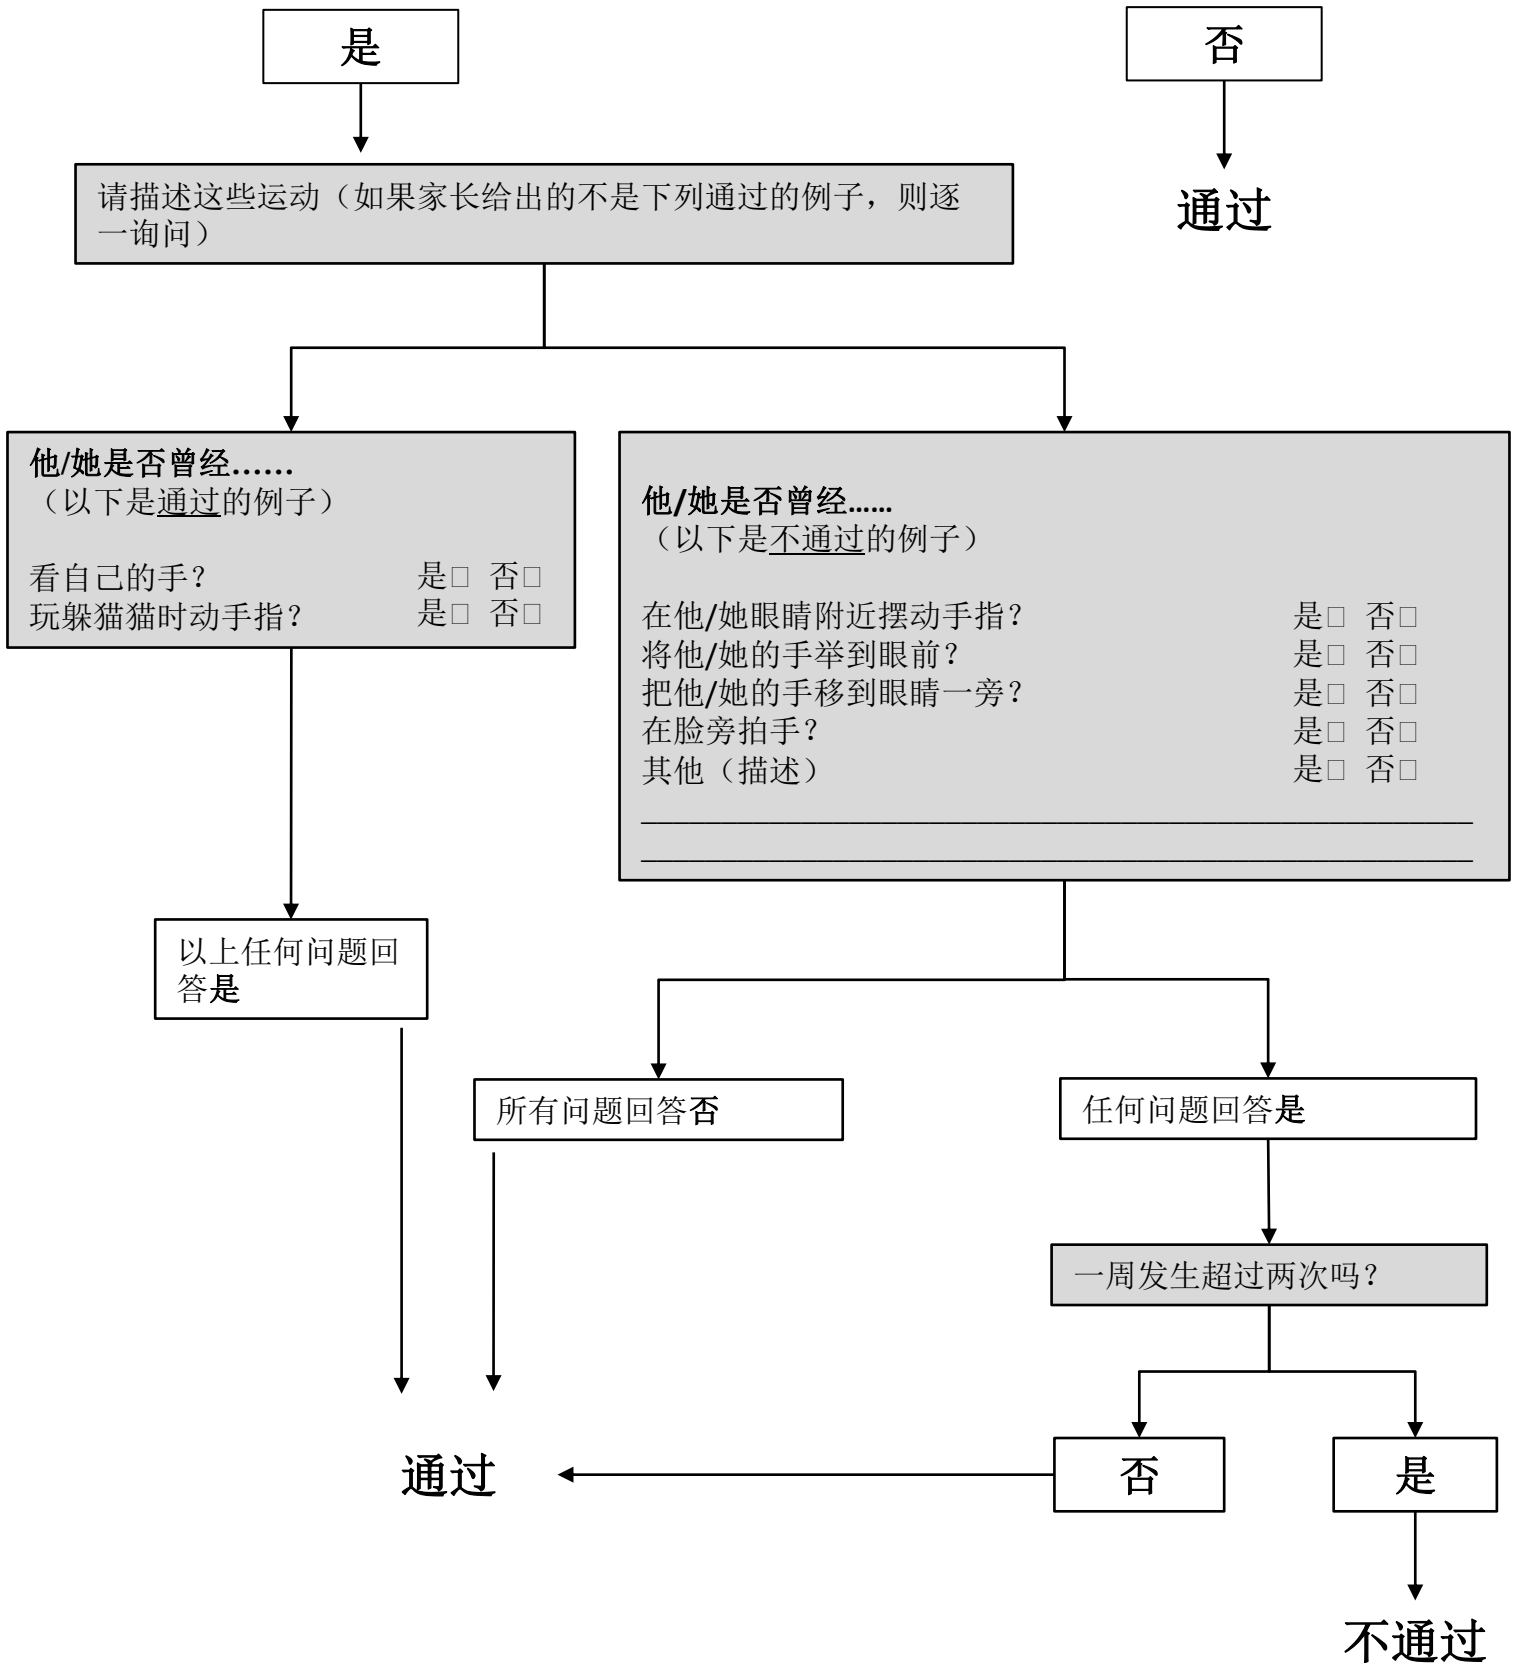 是
否
通过
请描述这些运动（如果家长给出的不是下列通过的例子，则逐
一询问）
他/她是否曾经……
（以下是通过的例子）
看自己的手？ 是□ 否□
玩躲猫猫时动手指？ 是□ 否□
他/她是否曾经……
（以下是不通过的例子）
在他/她眼睛附近摆动手指？ 是□ 否□
将他/她的手举到眼前？ 是□ 否□
把他/她的手移到眼睛一旁？ 是□ 否□
在脸旁拍手？ 是□ 否□
其他（描述） 是□ 否□
以上任何问题回
答是
所有问题回答否
任何问题回答是
一周发生超过两次吗？
通过
否
是
不通过